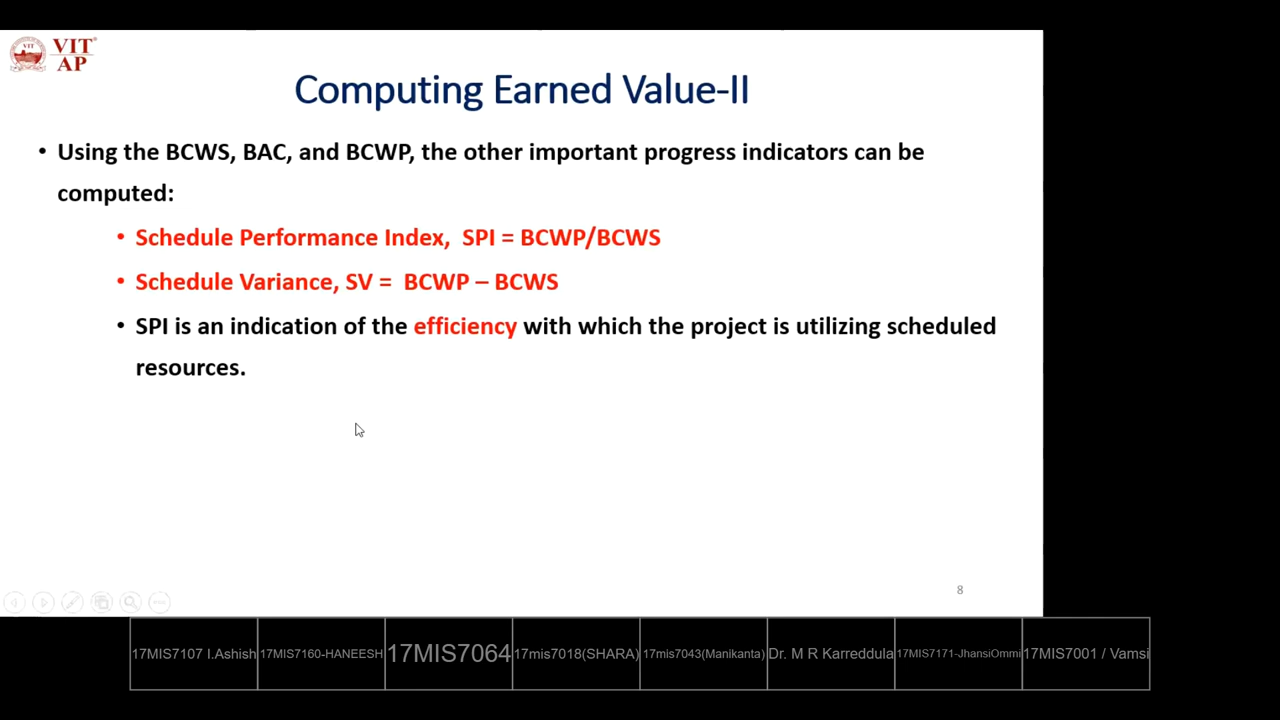 VIT
AP
Computing Earned Value-II
• Using the BCWS, BAC, and BCWP, the other important progress indicators can be
computed:
• Schedule Performance Index, SPI = BCWP/BCWS
• Schedule Variance, SV = BCWP – BCWS
• SPI is an indication of the efficiency with which the project is utilizing scheduled
resources.
8
17MIS7107 I.Ashish 17MIS7160-HANEESH 17MIS7064 17mis7018(SHARA) 17mis7043(Manikanta) Dr. M R Karreddula 17MIS7171-JhansiOmmi 17MIS7001 / Vamsi